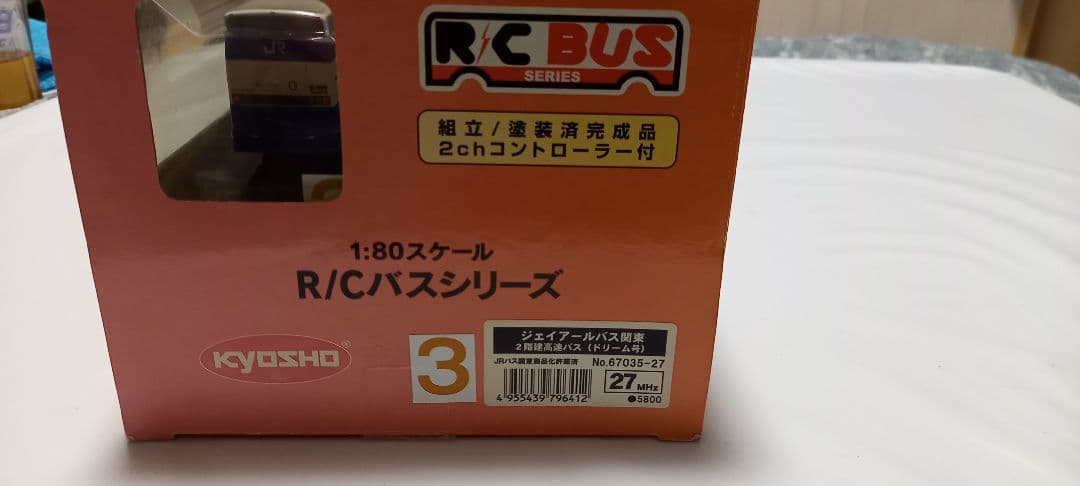 JR
R/C BUS
SERIES
組立/塗装済完成品
2chコントローラー付
1:80スケール
R/Cバスシリーズ
KYOSHO®
3
ジェイアールバス関東
2階建高速バス(ドリーム号)
JRバス関東商品化許諾済 No.67035-27
27MHz
4 955439 796412
●5800